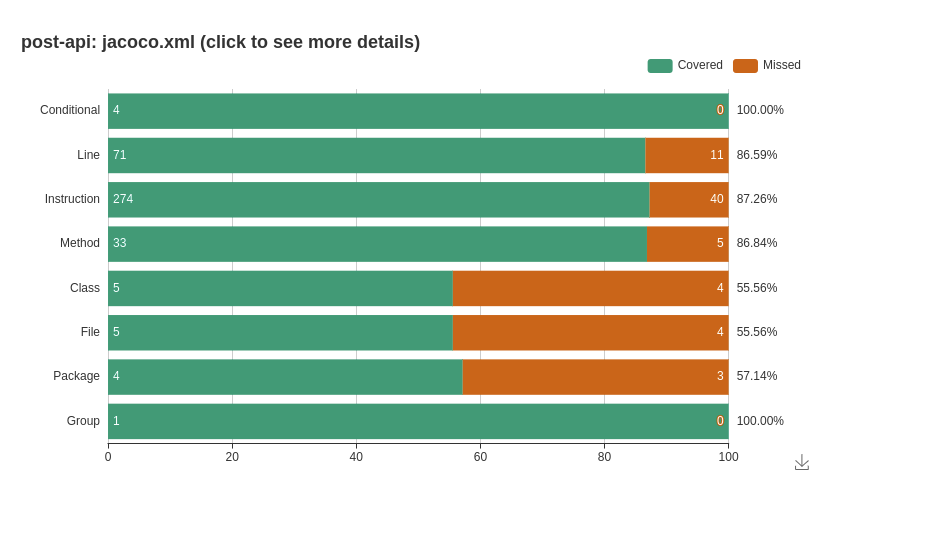 post-api: jacoco.xml (click to see more details)
Covered Missed
Conditional 4 0 100.00%
Line 71 11 86.59%
Instruction 274 40 87.26%
Method 33 5 86.84%
Class 5 4 55.56%
File 5 4 55.56%
Package 4 3 57.14%
Group 1 0 100.00%
0 20 40 60 80 100